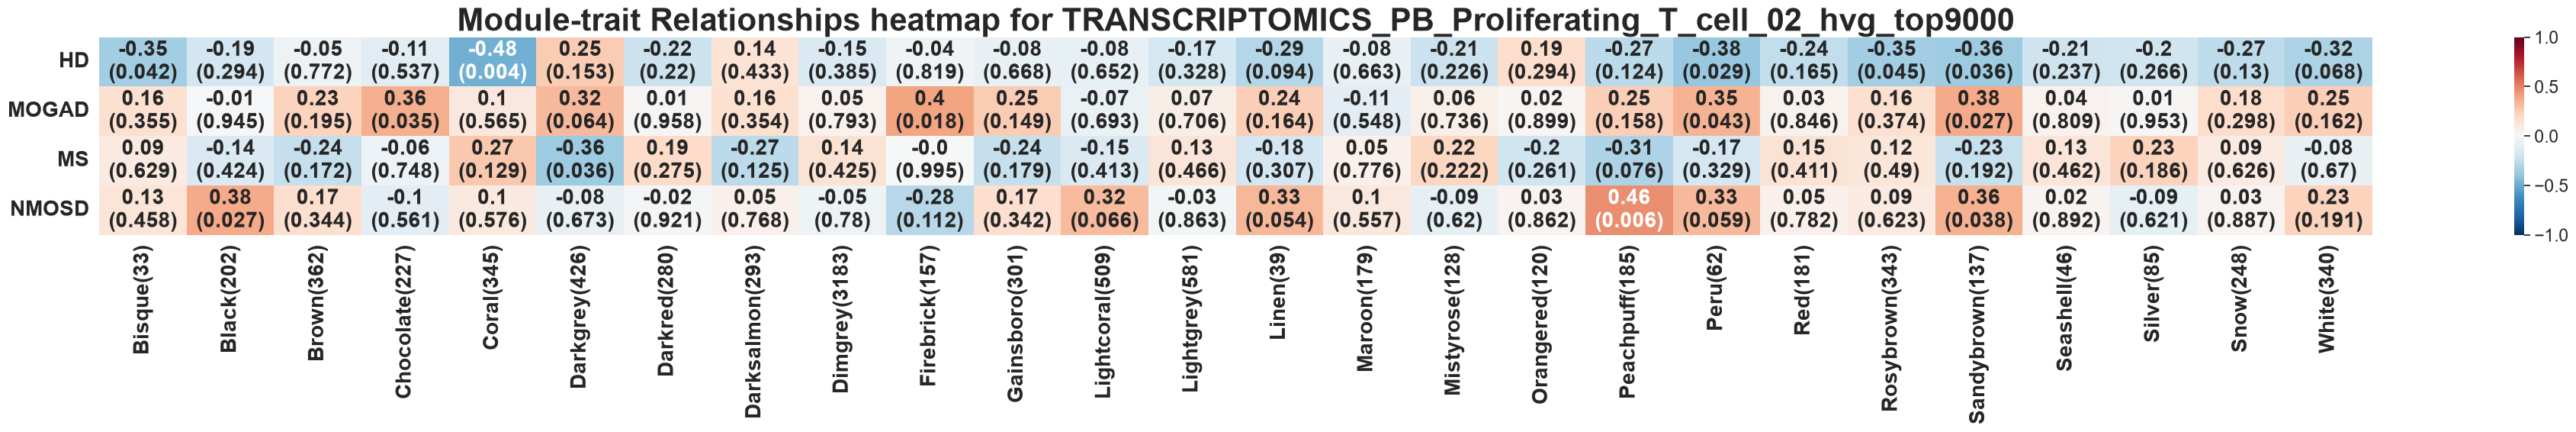 Module-trait Relationships heatmap for TRANSCRIPTOMICS_PB_Proliferating_T_cell_02_hvg_top9000
HD -0.35 -0.19 -0.05 -0.11 -0.48 0.25 -0.22 0.14 -0.15 -0.04 -0.08 -0.08 -0.17 -0.29 -0.08 -0.21 0.19 -0.27 -0.38 -0.24 -0.35 -0.36 -0.21 -0.2 -0.27 -0.32
(0.042) (0.294) (0.772) (0.537) (0.004) (0.153) (0.22) (0.433) (0.385) (0.819) (0.668) (0.652) (0.328) (0.094) (0.663) (0.226) (0.294) (0.124) (0.029) (0.165) (0.045) (0.036) (0.237) (0.266) (0.13) (0.068)
MOGAD 0.16 -0.01 0.23 0.36 0.1 0.32 0.01 0.16 0.05 0.4 0.25 -0.07 0.07 0.24 -0.11 0.06 0.02 0.25 0.35 0.03 0.16 0.38 0.04 0.01 0.18 0.25
(0.355) (0.945) (0.195) (0.035) (0.565) (0.064) (0.958) (0.354) (0.793) (0.018) (0.149) (0.693) (0.706) (0.164) (0.548) (0.736) (0.899) (0.158) (0.043) (0.846) (0.374) (0.027) (0.809) (0.953) (0.298) (0.162)
MS 0.09 -0.14 -0.24 -0.06 0.27 -0.36 0.19 -0.27 0.14 -0.0 -0.24 -0.15 0.13 -0.18 0.05 0.22 -0.2 -0.31 -0.17 0.15 0.12 -0.23 0.13 0.23 0.09 -0.08
(0.629) (0.424) (0.172) (0.748) (0.129) (0.036) (0.275) (0.125) (0.425) (0.995) (0.179) (0.413) (0.466) (0.307) (0.776) (0.222) (0.261) (0.076) (0.329) (0.411) (0.49) (0.192) (0.462) (0.186) (0.626) (0.67)
NMOSD 0.13 0.38 0.17 -0.1 0.1 -0.08 -0.02 0.05 -0.05 -0.28 0.17 0.32 -0.03 0.33 0.1 -0.09 0.03 0.46 0.33 0.05 0.09 0.36 0.02 -0.09 0.03 0.23
(0.458) (0.027) (0.344) (0.561) (0.576) (0.673) (0.921) (0.768) (0.78) (0.112) (0.342) (0.066) (0.863) (0.054) (0.557) (0.62) (0.862) (0.006) (0.059) (0.782) (0.623) (0.038) (0.892) (0.621) (0.887) (0.191)
Bisque(33)
Black(202)
Brown(362)
Chocolate(227)
Coral(345)
Darkgrey(426)
Darkred(280)
Darksalmon(293)
Dimgrey(3183)
Firebrick(157)
Gainsboro(301)
Lightcoral(509)
Lightgrey(581)
Linen(39)
Maroon(179)
Mistyrose(128)
Orangered(120)
Peachpuff(185)
Peru(62)
Red(181)
Rosybrown(343)
Sandybrown(137)
Seashell(46)
Silver(85)
Snow(248)
White(340)
1.0
0.5
0.0
−0.5
−1.0